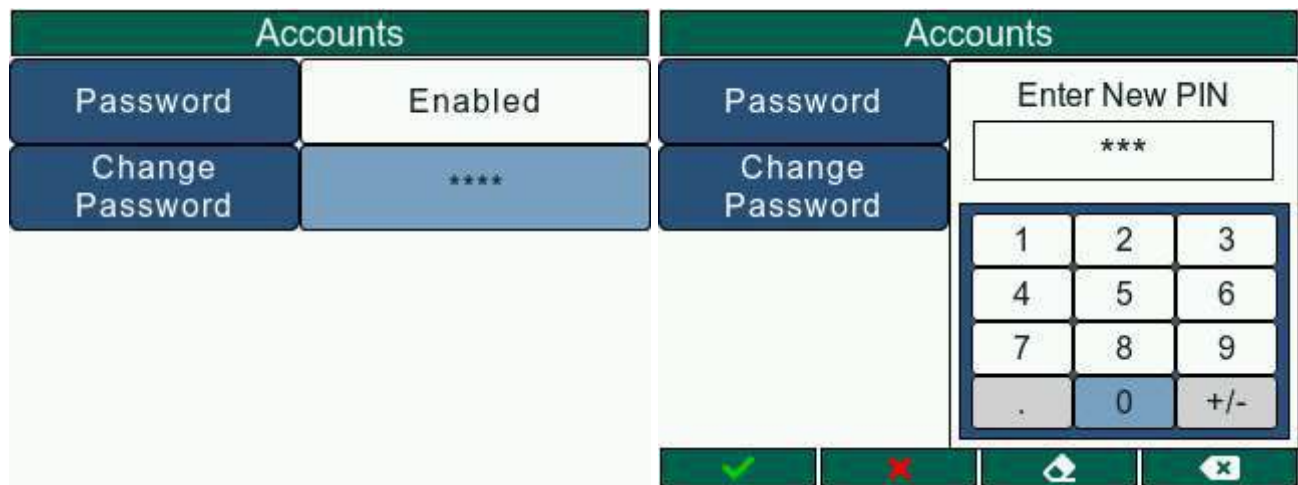 Accounts
Password
Enabled
Change
Password
****
Accounts
Password
Change
Password
Enter New PIN
***
1 2 3
4 5 6
7 8 9
. 0 +/-